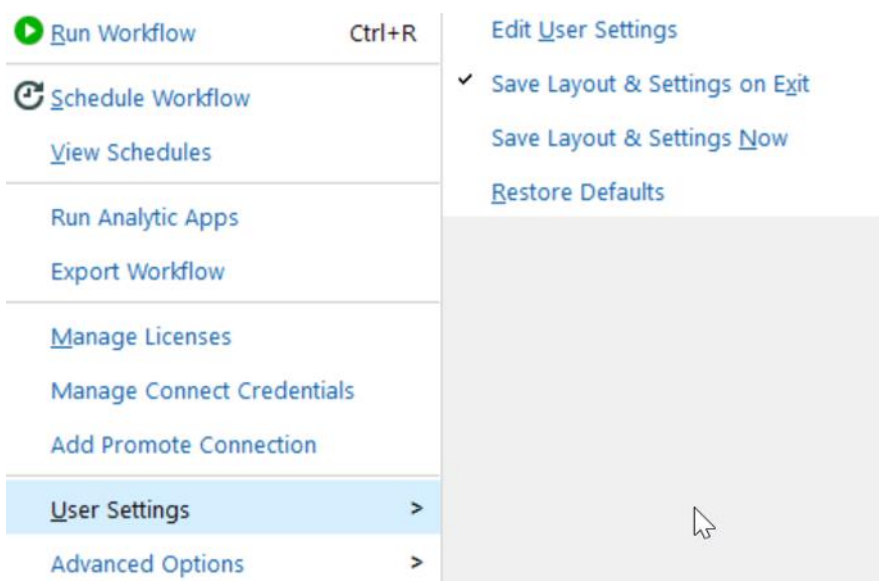 Run Workflow Ctrl+R
Schedule Workflow
View Schedules
Run Analytic Apps
Export Workflow
Manage Licenses
Manage Connect Credentials
Add Promote Connection
User Settings >
Advanced Options >
Edit User Settings
✓ Save Layout & Settings on Exit
Save Layout & Settings Now
Restore Defaults